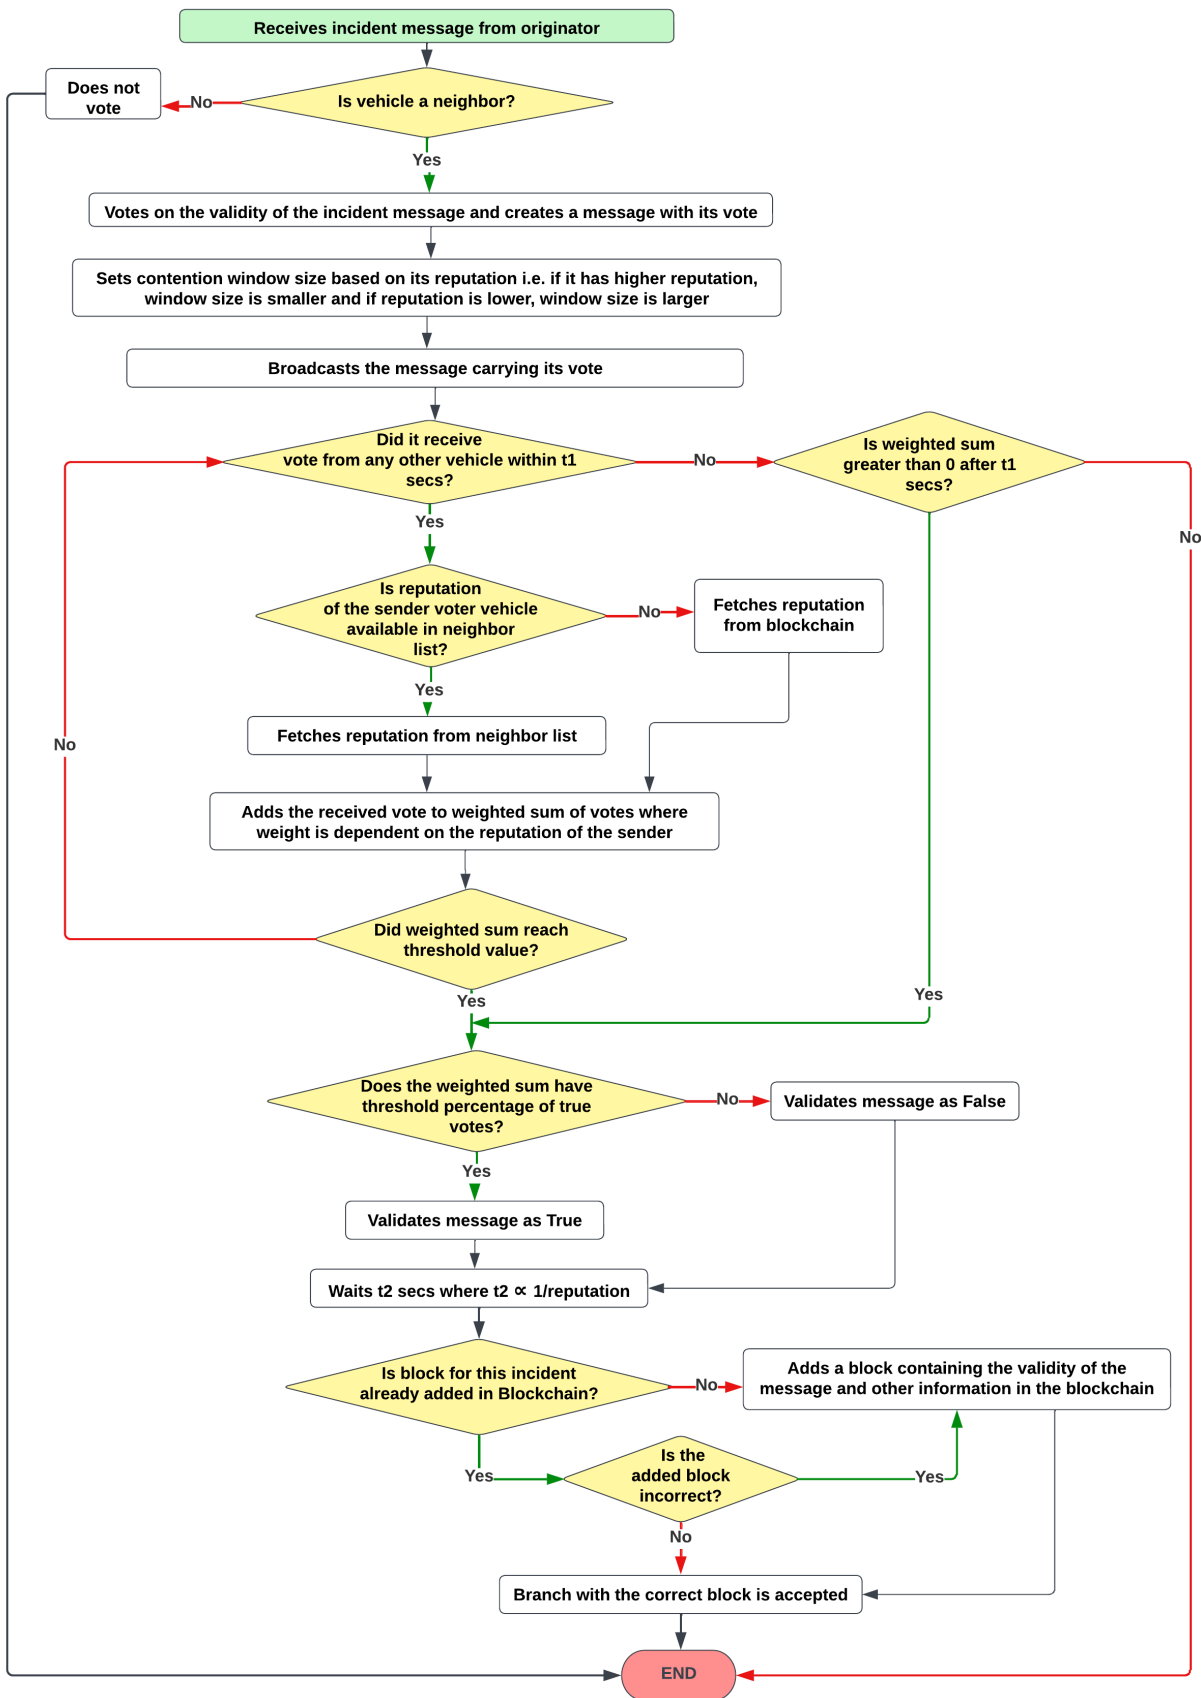 Receives incident message from originator
Does not
vote
No
Is vehicle a neighbor?
Yes
Votes on the validity of the incident message and creates a message with its vote
Sets contention window size based on its reputation i.e. if it has higher reputation,
window size is smaller and if reputation is lower, window size is larger
Broadcasts the message carrying its vote
Did it receive
vote from any other vehicle within t1
secs?
No
Is weighted sum
greater than 0 after t1
secs?
Yes
No
Is reputation
of the sender voter vehicle
available in neighbor
list?
No
Fetches reputation
from blockchain
Yes
Fetches reputation from neighbor list
No
Adds the received vote to weighted sum of votes where
weight is dependent on the reputation of the sender
Did weighted sum reach
threshold value?
Yes
Yes
Does the weighted sum have
threshold percentage of true
votes?
No
Validates message as False
Yes
Validates message as True
Waits t2 secs where t2 ∝ 1/reputation
Is block for this incident
already added in Blockchain?
No
Adds a block containing the validity of the
message and other information in the blockchain
Yes
Is the
added block
incorrect?
Yes
No
Branch with the correct block is accepted
END